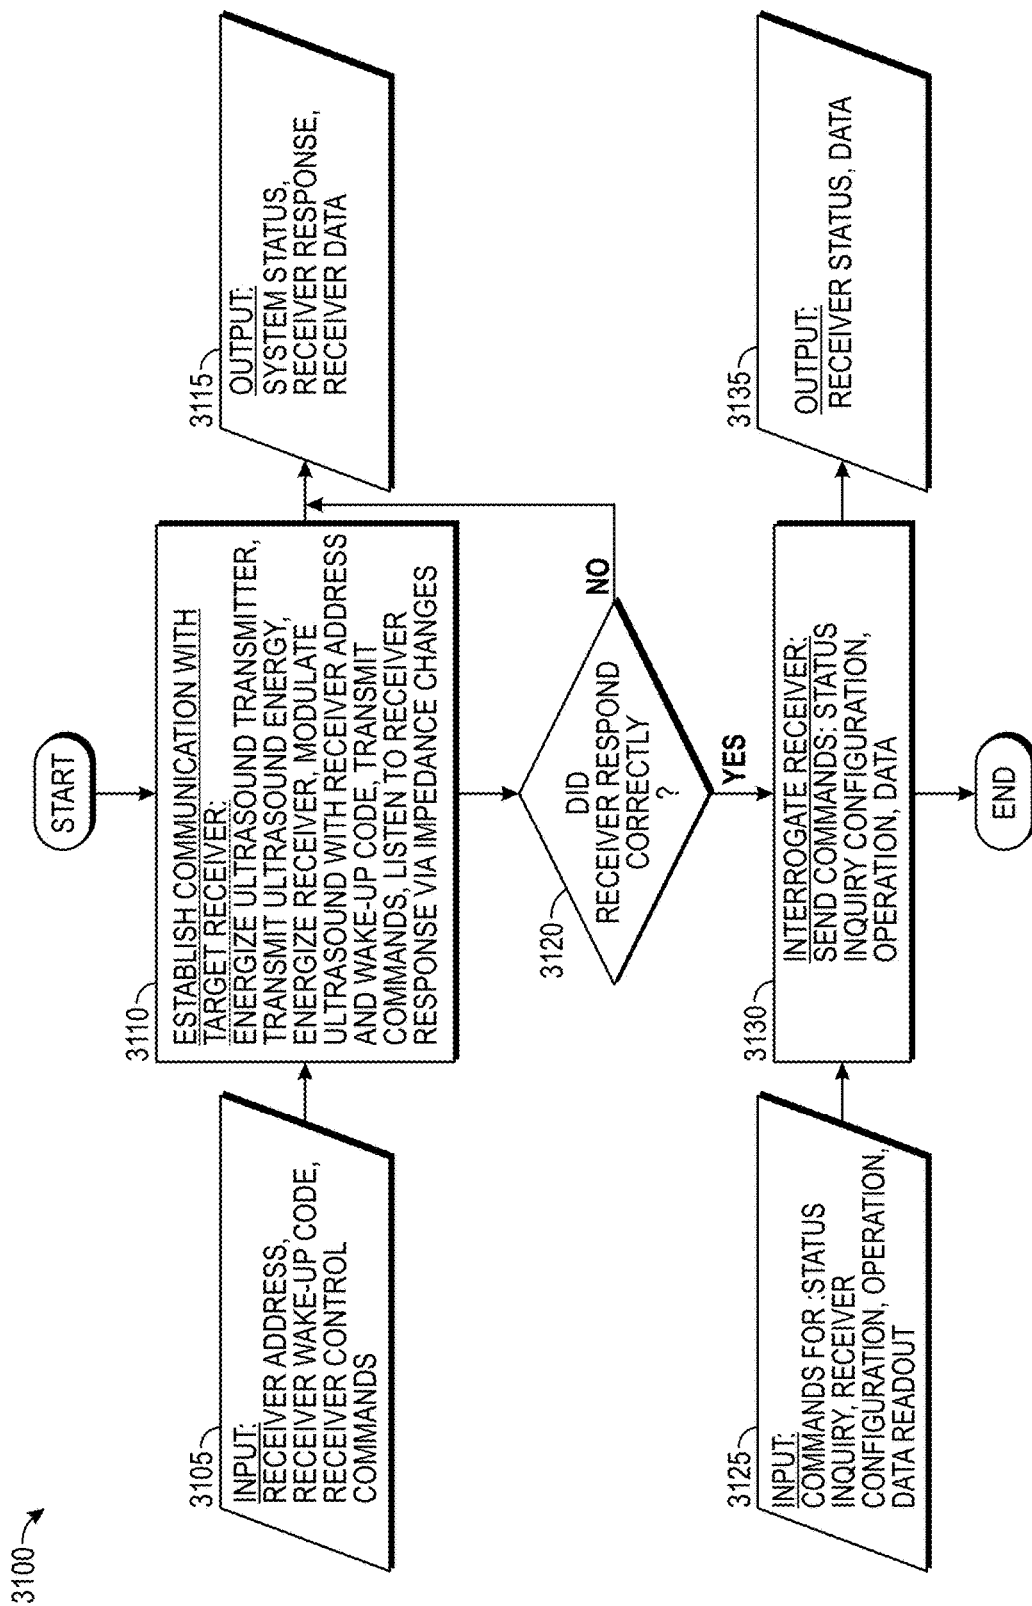 3100
START
3105
INPUT:
RECEIVER ADDRESS,
RECEIVER WAKE-UP CODE,
RECEIVER CONTROL
COMMANDS
3110
ESTABLISH COMMUNICATION WITH
TARGET RECEIVER:
ENERGIZE ULTRASOUND TRANSMITTER,
TRANSMIT ULTRASOUND ENERGY,
ENERGIZE RECEIVER, MODULATE
ULTRASOUND WITH RECEIVER ADDRESS
AND WAKE-UP CODE, TRANSMIT
COMMANDS, LISTEN TO RECEIVER
RESPONSE VIA IMPEDANCE CHANGES
3115
OUTPUT:
SYSTEM STATUS,
RECEIVER RESPONSE,
RECEIVER DATA
3120
DID
RECEIVER RESPOND
CORRECTLY
?
NO
YES
3125
INPUT:
COMMANDS FOR :STATUS
INQUIRY, RECEIVER
CONFIGURATION, OPERATION,
DATA READOUT
3130
INTERROGATE RECEIVER:
SEND COMMANDS: STATUS
INQUIRY CONFIGURATION,
OPERATION, DATA
3135
OUTPUT:
RECEIVER STATUS, DATA
END